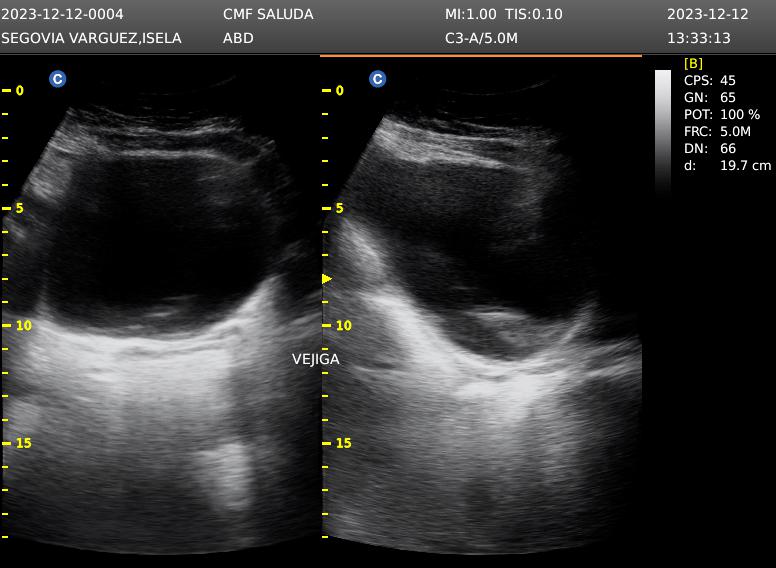 2023-12-12-0004 CMF SALUDA MI:1.00 TIS:0.10 2023-12-12
SEGOVIA VARGUEZ,ISELA ABD C3-A/5.0M 13:33:13
[B]
C C
CPS: 45
GN: 65
POT: 100 %
FRC: 5.0M
DN: 66
d: 19.7 cm
0 0
5 5
10 10
VEJIGA
15 15